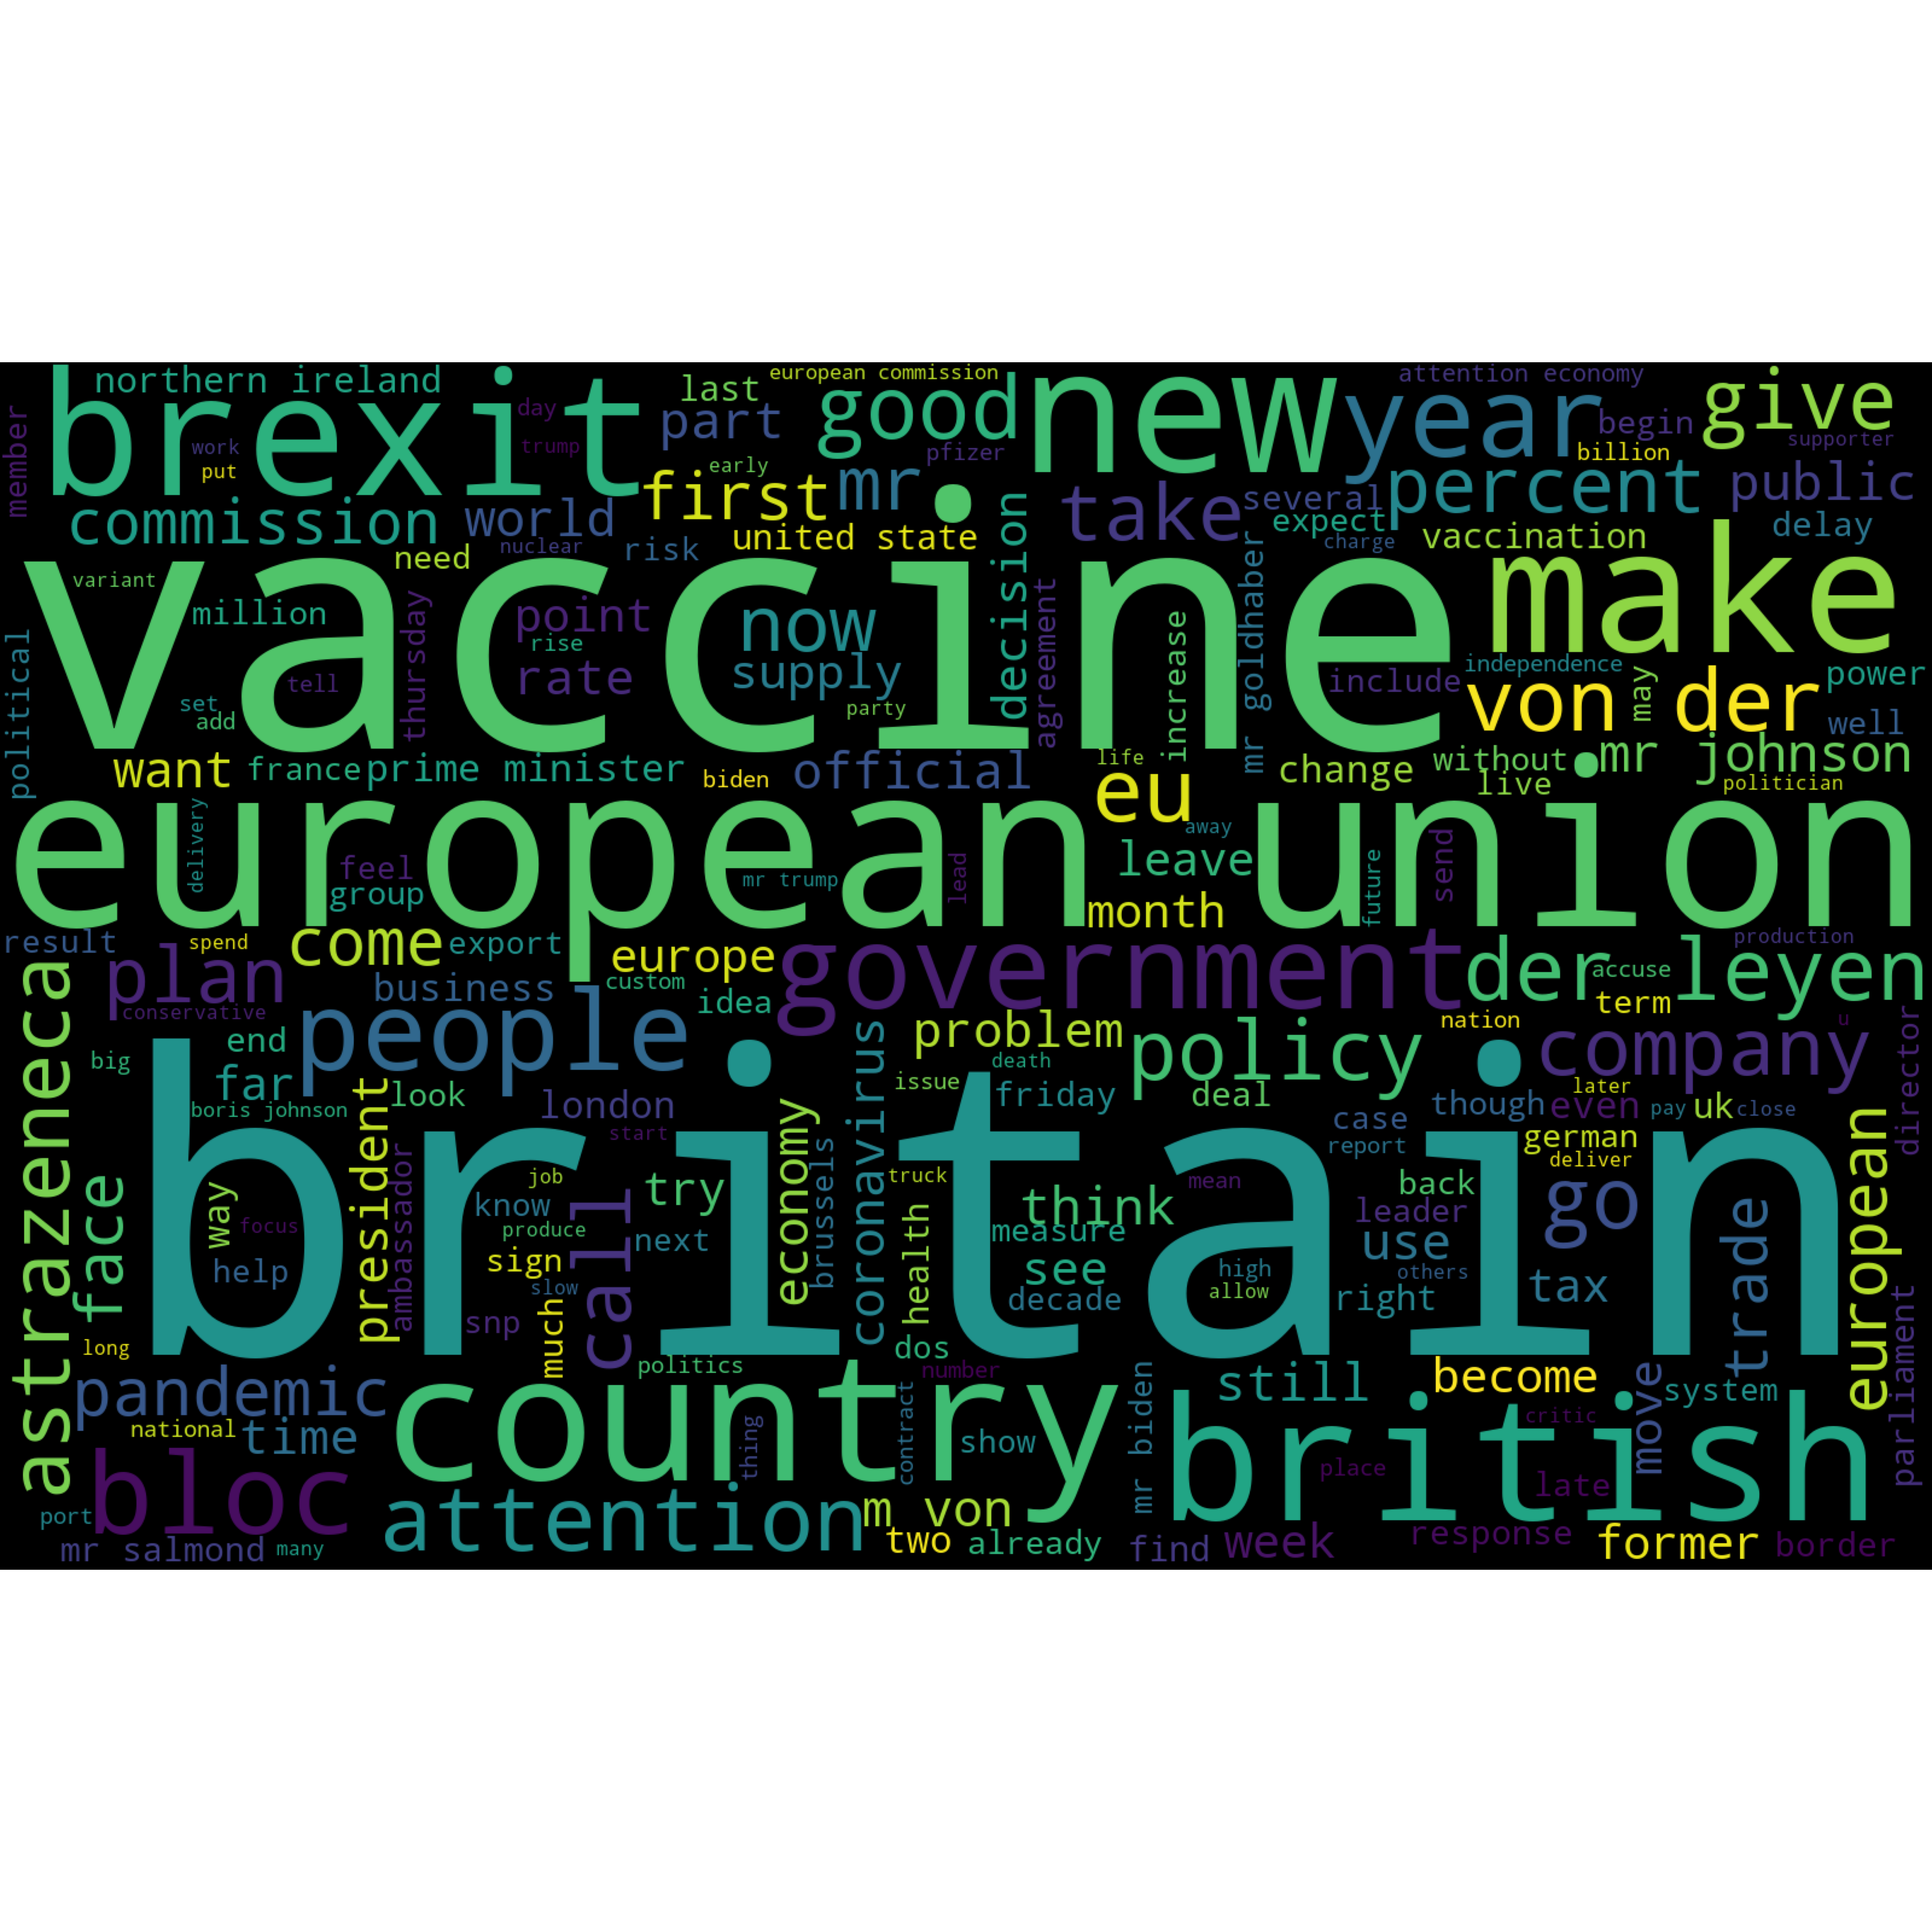 northern ireland
european commission
attention economy
brexit
new
year
give
last
good
day
part
begin
supporter
member
work
trump
put
early
pfizer
billion
first
mr
percent
public
commission
world
take
several
expect
delay
united state
decision
nuclear
risk
need
charge
vaccination
make
variant
vaccine
million
point
now
thursday
agreement
increase
mr goldhaber
political
rise
rate
supply
independence
include
may
von der
power
tell
set
add
party
well
want
france
prime minister
biden
official
life
change
without
live
mr johnson
politician
eu
european union
delivery
away
feel
group
mr trump
lead
leave
future
send
month
result
spend
come
export
europe
government
der leyen
production
accuse
plan
business
custom
idea
term
conservative
astrazeneca
people
coronavirus
problem
policy
nation
company
director
end
big
far
look
boris johnson
london
death
issue
friday
deal
later
case
though
even
pay
uk
close
u
president
economy
start
report
german
deliver
european
britain
ambassador
brussels
face
way
job
try
truck
mean
back
know
think
go
focus
produce
call
next
health
measure
leader
trade
help
sign
see
use
slow
high
others
allow
decade
right
tax
parliament
snp
much
long
dos
politics
number
pandemic
country
mr biden
still
become
move
system
national
time
thing
contract
show
british
critic
bloc
place
late
port
attention
m von
two
already
find
week
response
former
border
mr salmond
many